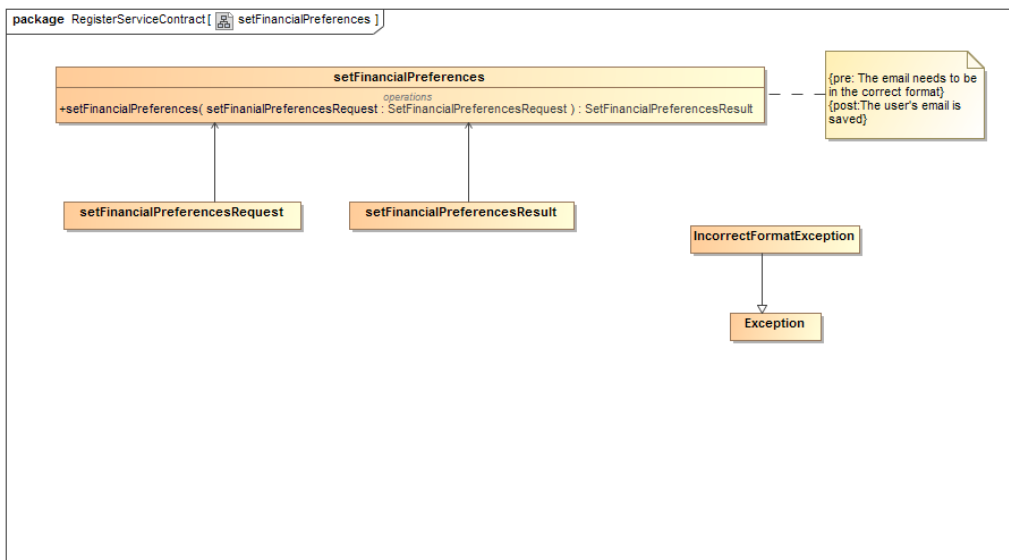 package RegisterServiceContract [ setFinancialPreferences ]
setFinancialPreferences
operations
+setFinancialPreferences( setFinanialPreferencesRequest : SetFinancialPreferencesRequest ) : SetFinancialPreferencesResult
{pre: The email needs to be
in the correct format}
{post:The user's email is
saved}
setFinancialPreferencesRequest
setFinancialPreferencesResult
IncorrectFormatException
Exception